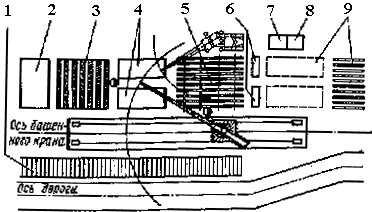 1 2 3 4 5 6 7 8 9
Ось башен-
ного крана
Ось дороги